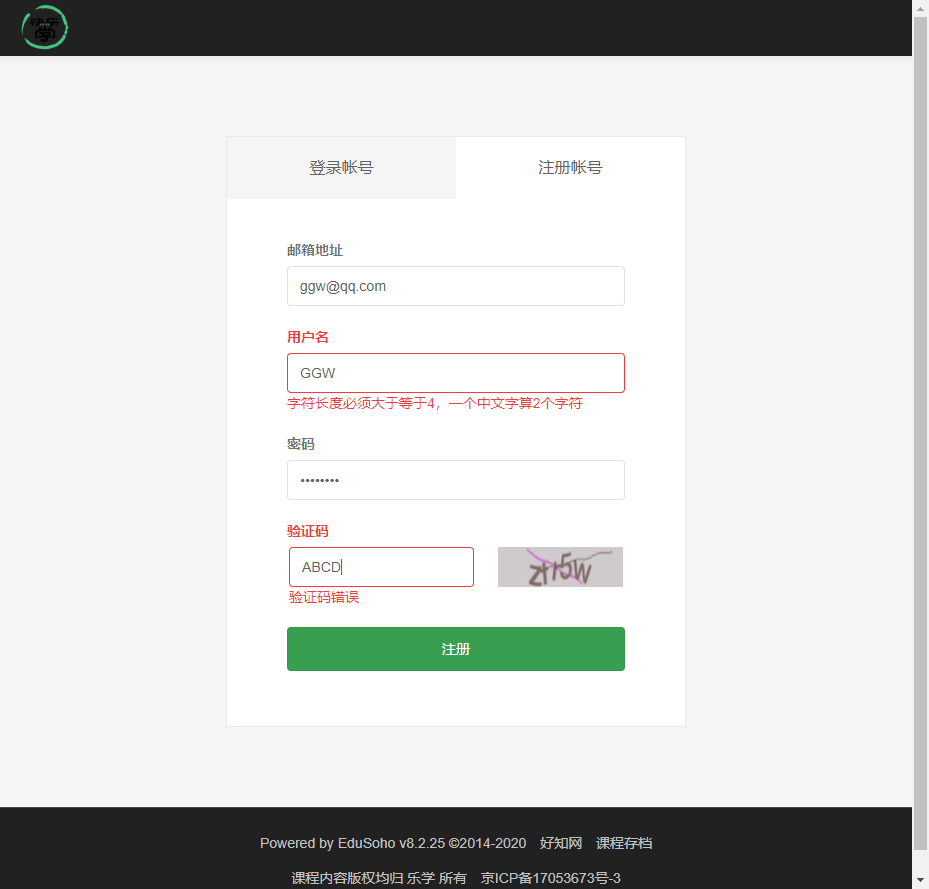 快乐
学
登录帐号
注册帐号
邮箱地址
ggw@qq.com
用户名
GGW
字符长度必须大于等于4，一个中文字算2个字符
密码
••••••••
验证码
ABCD
验证码错误
注册
Powered by EduSoho v8.2.25 ©2014-2020 好知网 课程存档
课程内容版权均归 乐学 所有 京ICP备17053673号-3